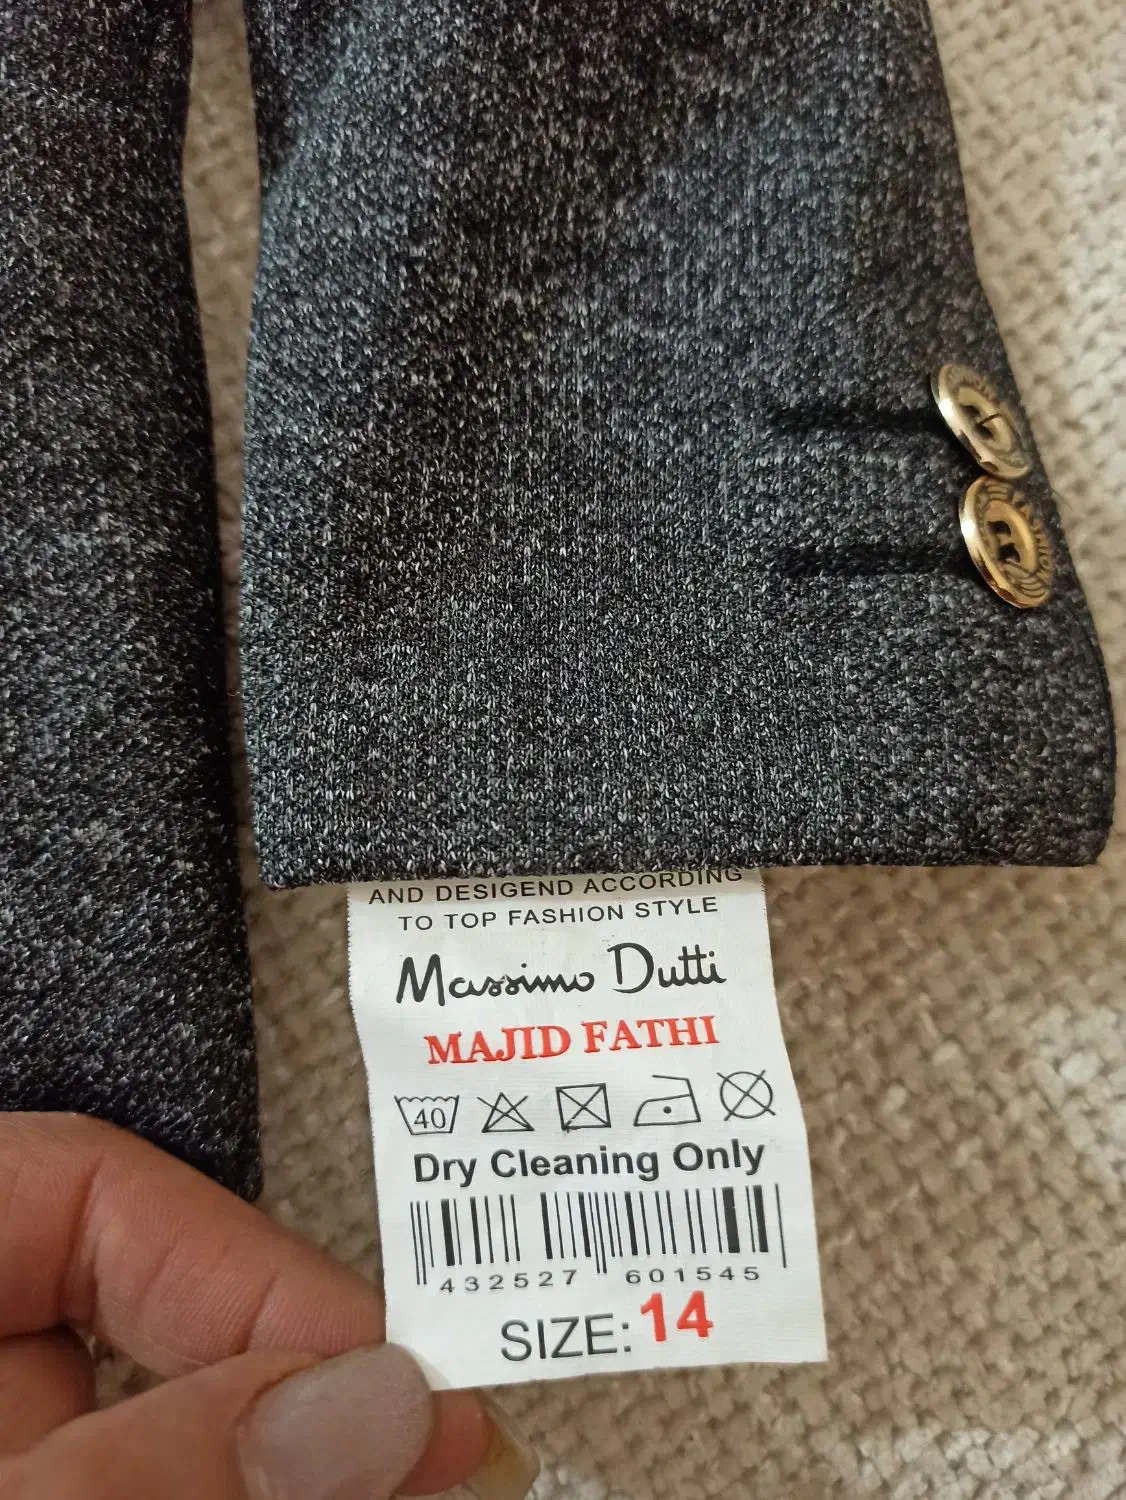 AND DESIGEND ACCORDING
TO TOP FASHION STYLE
Massimo Dutti
MAJID FATHI
40
Dry Cleaning Only
432527 601545
SIZE: 14